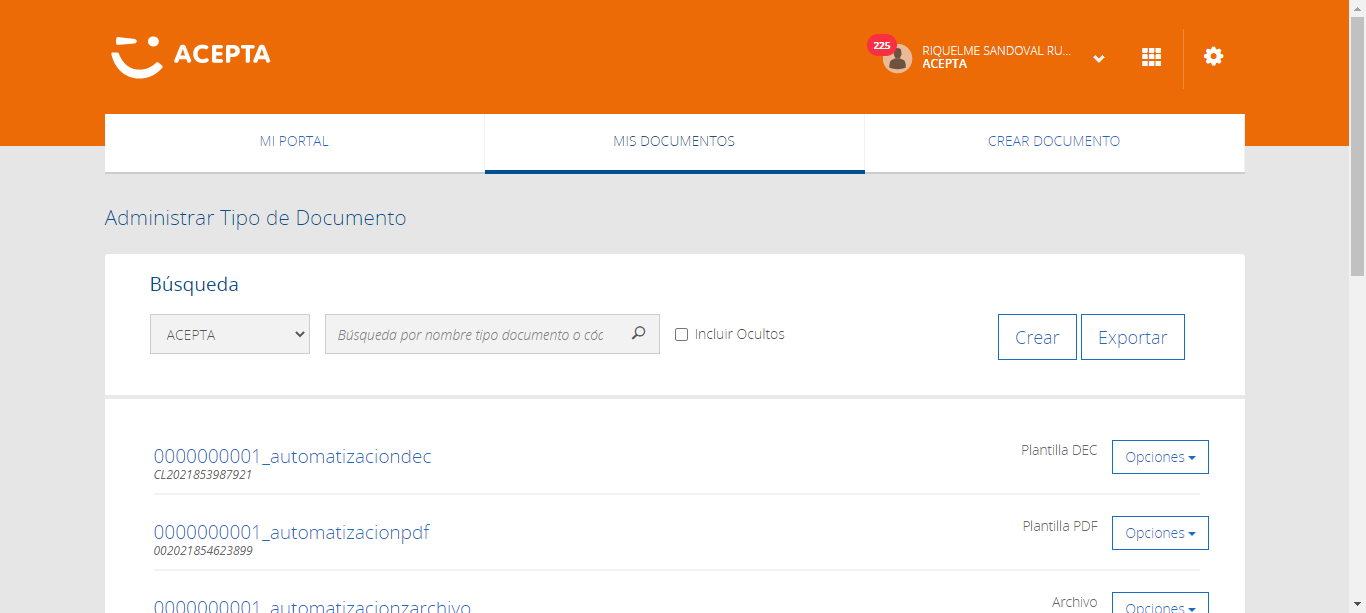 ACEPTA
225
RIQUELME SANDOVAL RU...
ACEPTA
MI PORTAL
MIS DOCUMENTOS
CREAR DOCUMENTO
Administrar Tipo de Documento
Búsqueda
ACEPTA
Búsqueda por nombre tipo documento o cóc
Incluir Ocultos
Crear
Exportar
0000000001_automatizaciondec
CL2021853987921
Plantilla DEC
Opciones
0000000001_automatizacionpdf
002021854623899
Plantilla PDF
Opciones
0000000001_automatizacionzarchivo
Archivo
Opciones